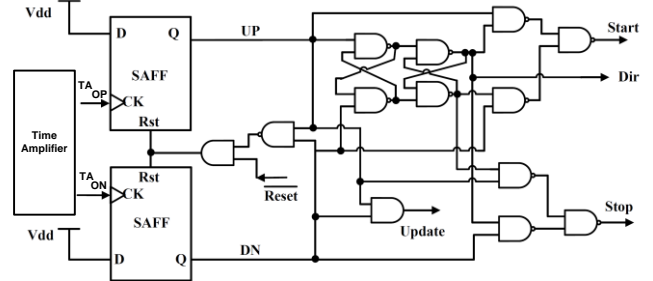 Vdd
D
Q
UP
Start
SAFF
TA OP
CK
Dir
Time
Amplifier
Rst
Rst
TA ON
CK
Reset
SAFF
Stop
Update
Vdd
D
Q
DN